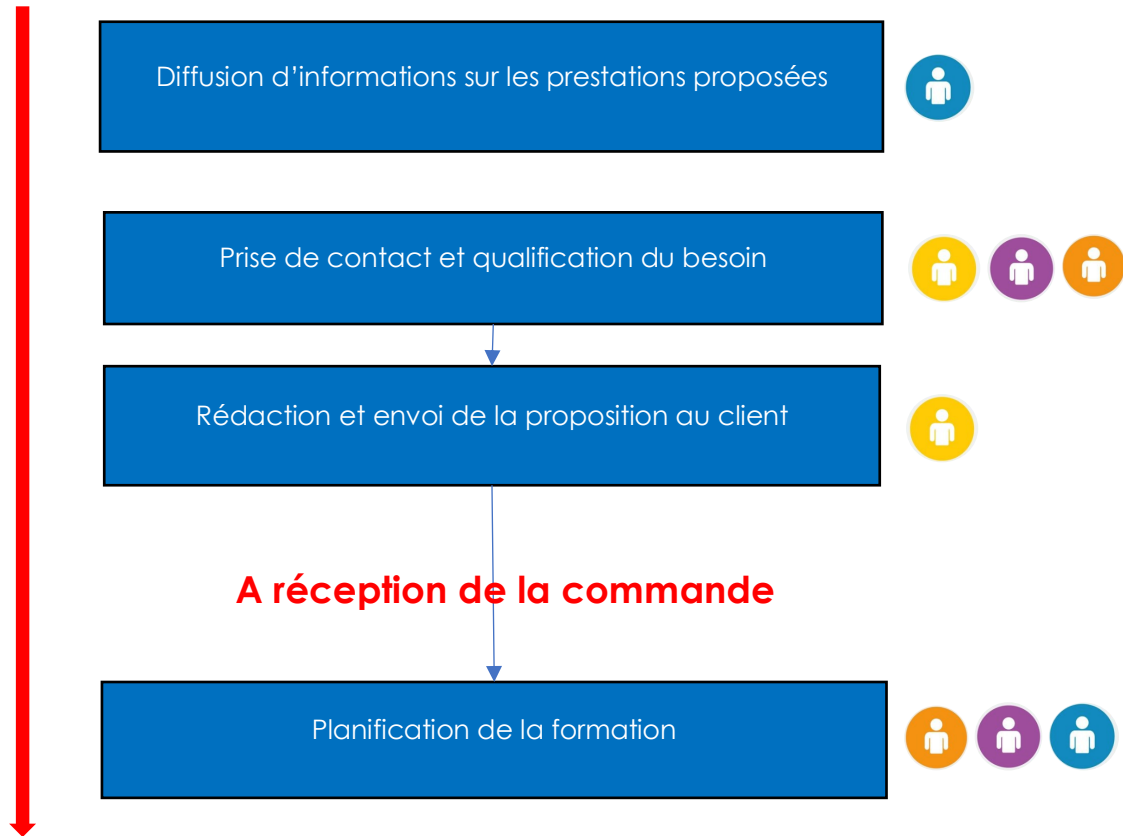 Diffusion d’informations sur les prestations proposées
Prise de contact et qualification du besoin
Rédaction et envoi de la proposition au client
A réception de la commande
Planification de la formation